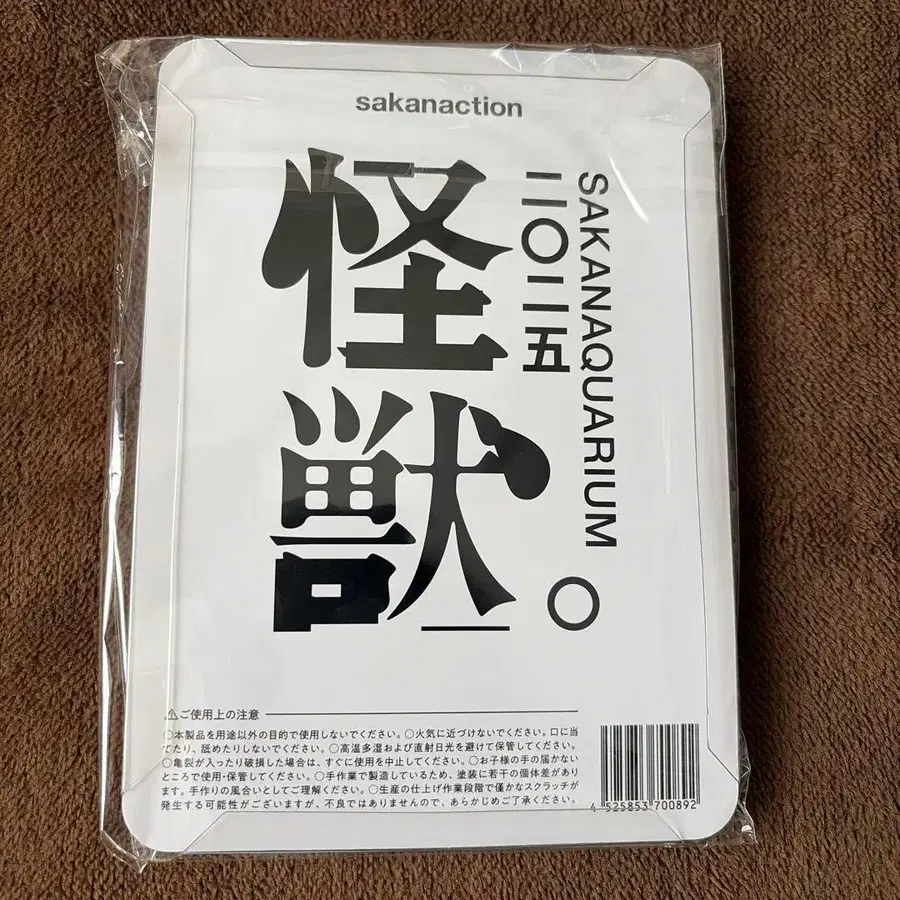 sakanaction
SAKANAQUARIUM
二〇二五
怪獣。
⚠ご使用上の注意
○本製品を用途以外の目的で使用しないでください。○火気に近づけないでください。口に当
てたり、舐めたりしないでください。○高温多湿および直射日光を避けて保管してください。
○亀裂が入ったり破損した場合は、すぐに使用を中止してください。○お子様の手の届かない
ところで使用・保管してください。○手作業で製造しているため、塗装に若干の個体差があり
ます。手作りの風合いとしてご理解ください。○生産の仕上げ作業段階で僅かなスクラッチが
発生する可能性がございますが、不良ではありませんので、あらかじめご了承ください。
4 525853 700892